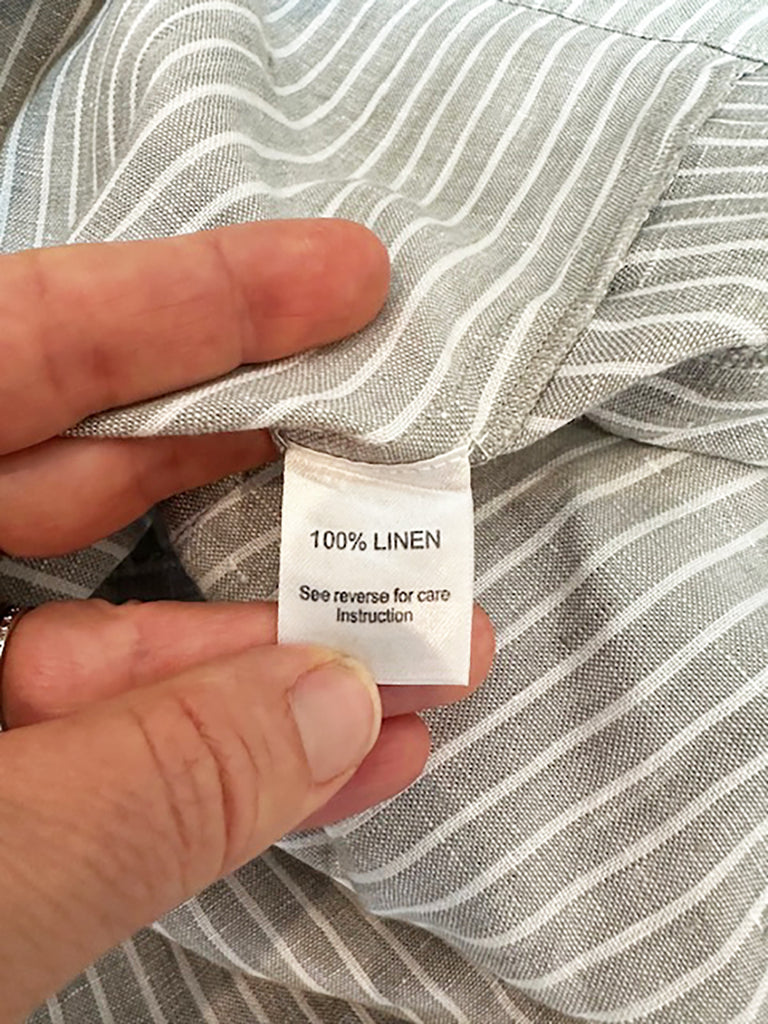 100% LINEN
See reverse for care
Instruction